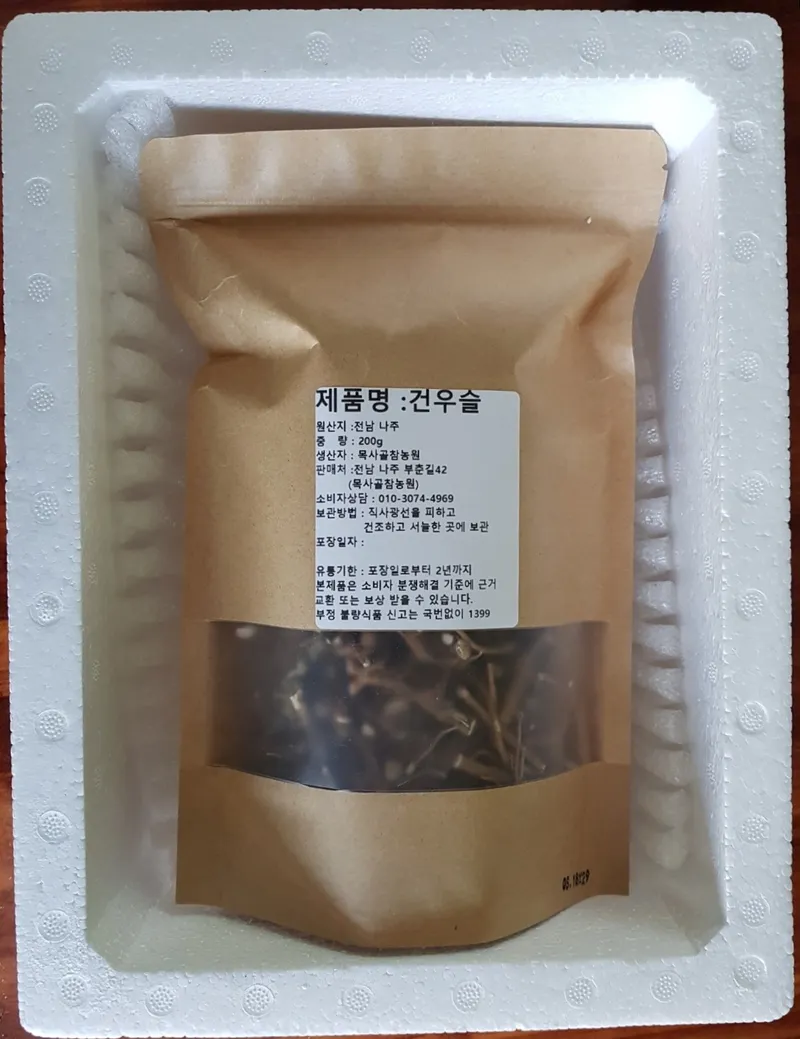 제품명 :건우슬
원산지 :전남 나주
중 량 : 200g
생산자 : 목사골참농원
판매처 :전남 나주 부춘길42
(목사골참농원)
소비자상담 : 010-3074-4969
보관방법 : 직사광선을 피하고
건조하고 서늘한 곳에 보관
포장일자 :
유통기한 : 포장일로부터 2년까지
본제품은 소비자 분쟁해결 기준에 근거
교환 또는 보상 받을 수 있습니다.
부정 불량식품 신고는 국번없이 1399